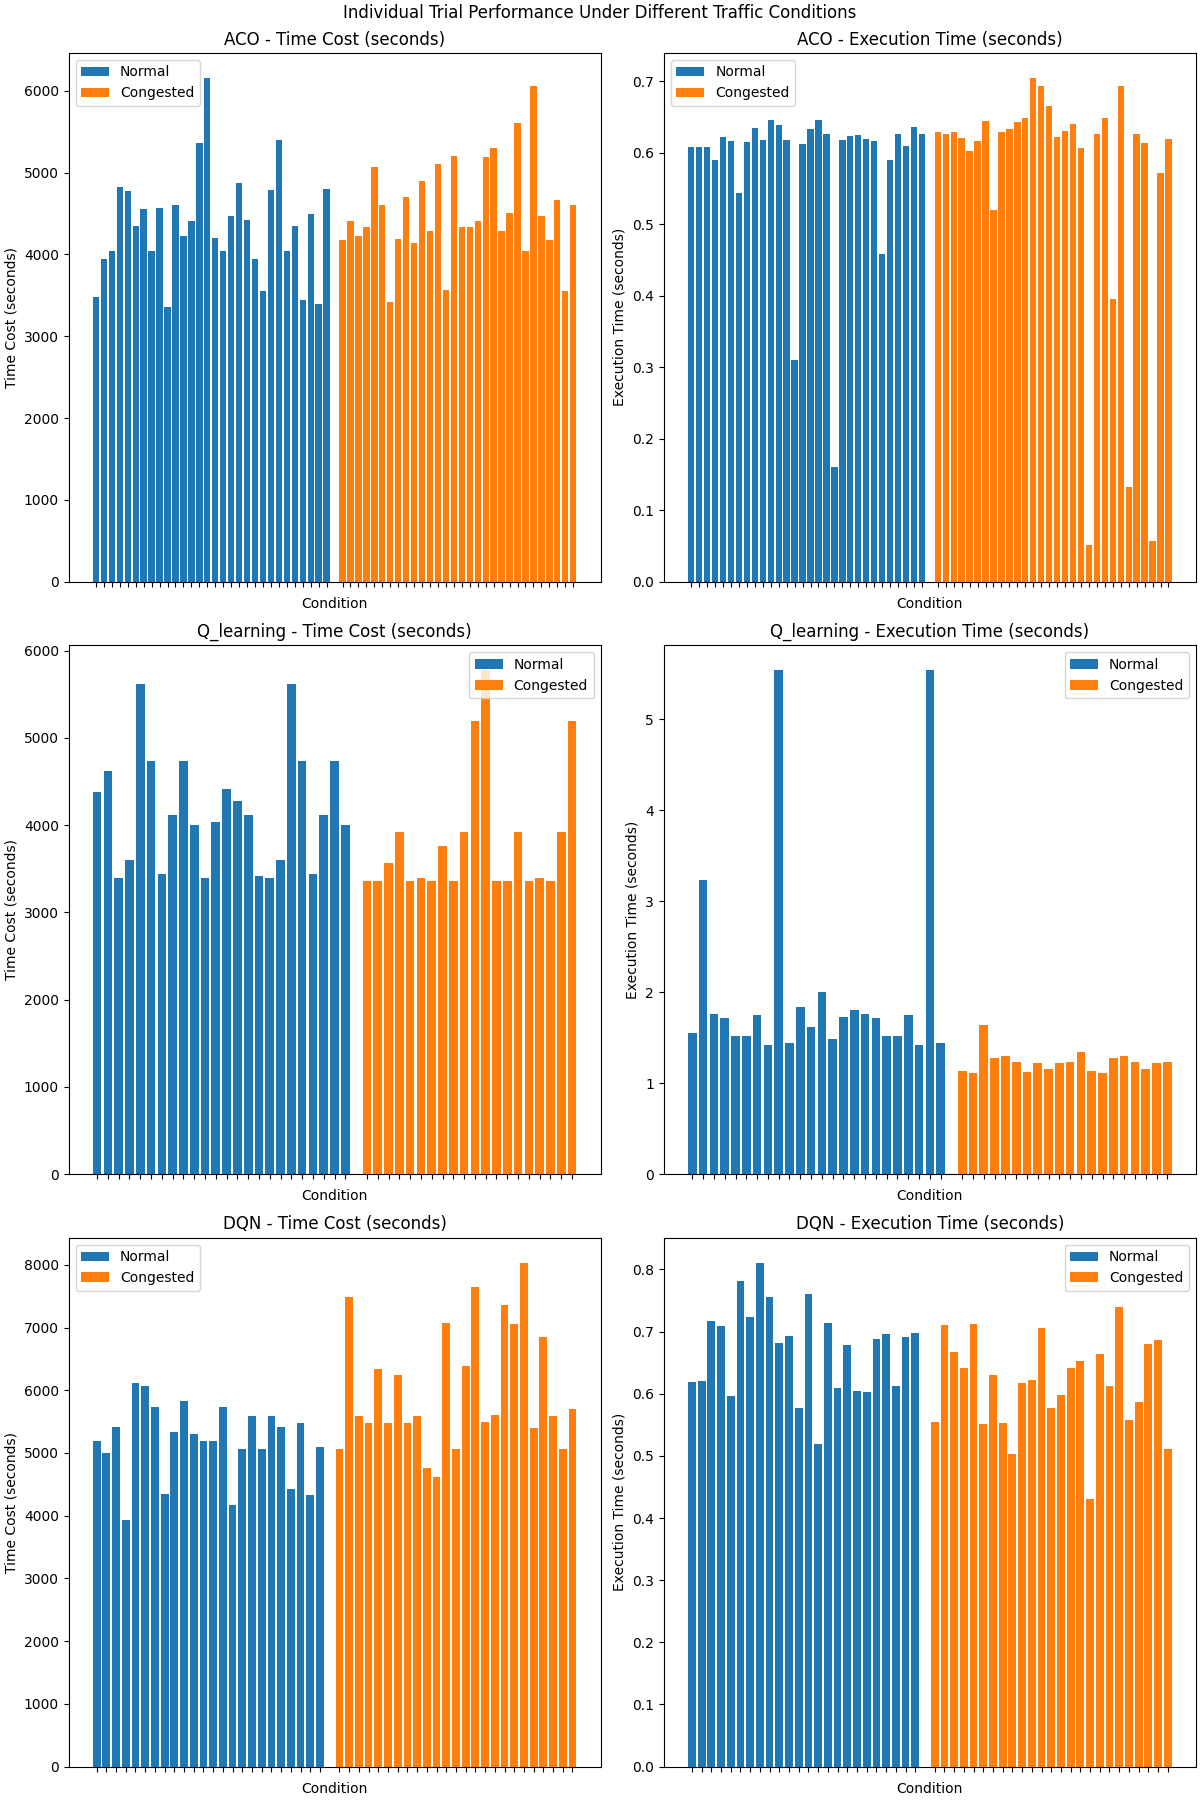 Individual Trial Performance Under Different Traffic Conditions
ACO - Time Cost (seconds)
Normal
Congested
6000
5000
4000
3000
2000
1000
0
Time Cost (seconds)
Condition
ACO - Execution Time (seconds)
Normal
Congested
0.7
0.6
0.5
0.4
0.3
0.2
0.1
0.0
Execution Time (seconds)
Condition
Q_learning - Time Cost (seconds)
Normal
Congested
6000
5000
4000
3000
2000
1000
0
Time Cost (seconds)
Condition
Q_learning - Execution Time (seconds)
Normal
Congested
5
4
3
2
1
0
Execution Time (seconds)
Condition
DQN - Time Cost (seconds)
Normal
Congested
8000
7000
6000
5000
4000
3000
2000
1000
0
Time Cost (seconds)
Condition
DQN - Execution Time (seconds)
Normal
Congested
0.8
0.7
0.6
0.5
0.4
0.3
0.2
0.1
0.0
Execution Time (seconds)
Condition